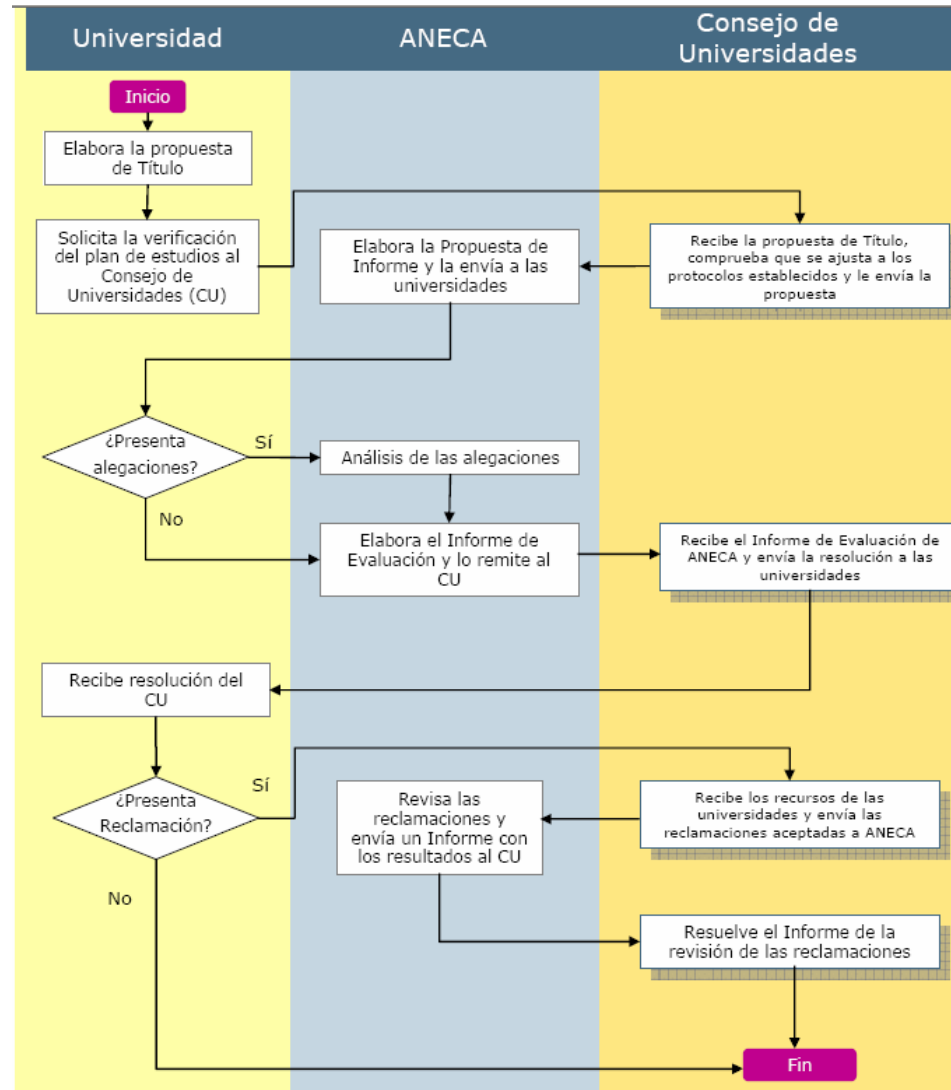 Universidad
ANECA
Consejo de
Universidades
Inicio
Elabora la propuesta
de Título
Solicita la verificación
del plan de estudios al
Consejo de
Universidades (CU)
Elabora la Propuesta de
Informe y la envía a las
universidades
Recibe la propuesta de Título,
comprueba que se ajusta a los
protocolos establecidos y le envía la
propuesta
¿Presenta
alegaciones?
Sí
No
Análisis de las alegaciones
Elabora el Informe de
Evaluación y lo remite al
CU
Recibe el Informe de Evaluación de
ANECA y envía la resolución a las
universidades
Recibe resolución del
CU
¿Presenta
Reclamación?
Sí
No
Revisa las
reclamaciones y
envía un Informe con
los resultados al CU
Recibe los recursos de las
universidades y envía las
reclamaciones aceptadas a ANECA
Resuelve el Informe de la
revisión de las reclamaciones
Fin